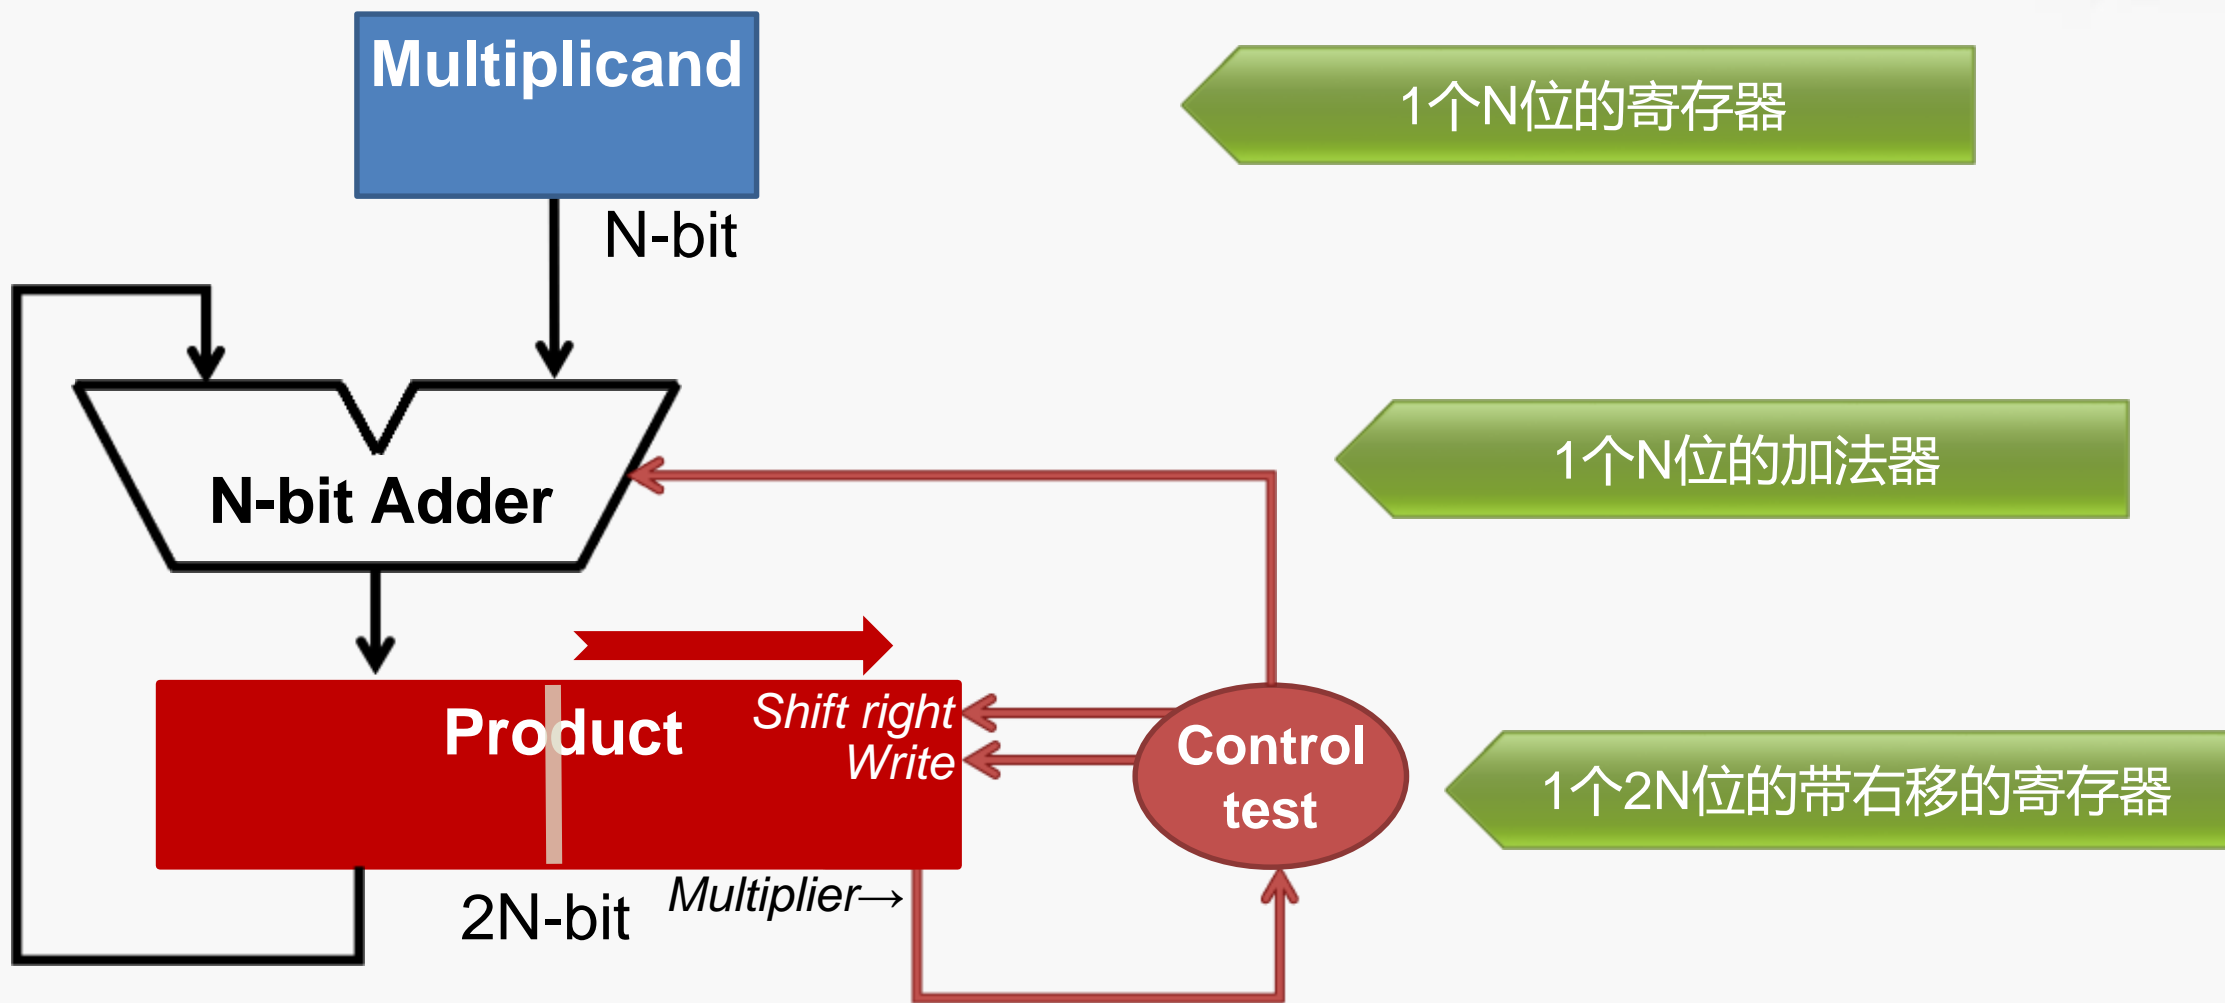 Multiplicand
1个N位的寄存器
N-bit
1个N位的加法器
N-bit Adder
Product
Shift right
Write
Control
test
1个2N位的带右移的寄存器
2N-bit
Multiplier→